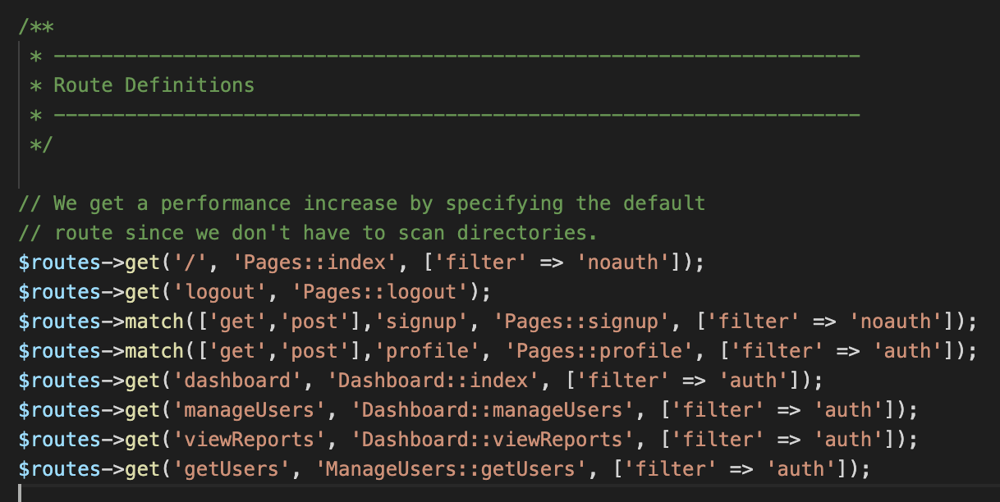 /**
 * --------------------------------------------------------------------
 * Route Definitions
 * --------------------------------------------------------------------
 */
// We get a performance increase by specifying the default
// route since we don't have to scan directories.
$routes->get('/', 'Pages::index', ['filter' => 'noauth']);
$routes->get('logout', 'Pages::logout');
$routes->match(['get','post'],'signup', 'Pages::signup', ['filter' => 'noauth']);
$routes->match(['get','post'],'profile', 'Pages::profile', ['filter' => 'auth']);
$routes->get('dashboard', 'Dashboard::index', ['filter' => 'auth']);
$routes->get('manageUsers', 'Dashboard::manageUsers', ['filter' => 'auth']);
$routes->get('viewReports', 'Dashboard::viewReports', ['filter' => 'auth']);
$routes->get('getUsers', 'ManageUsers::getUsers', ['filter' => 'auth']);